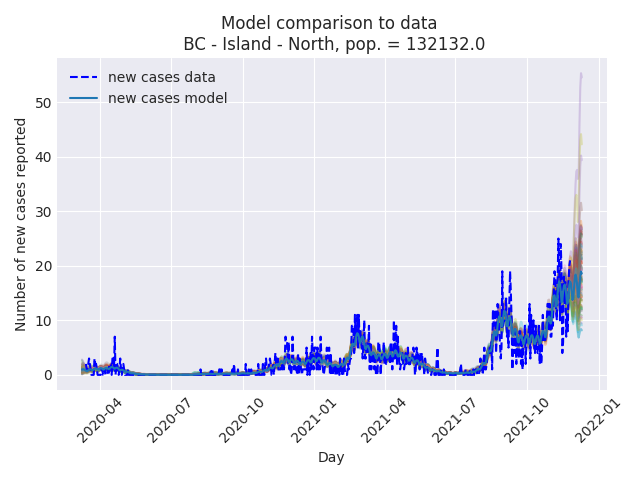 Model comparison to data
BC - Island - North, pop. = 132132.0
new cases data
new cases model
Number of new cases reported
50
40
30
20
10
0
2020-04
2020-07
2020-10
2021-01
2021-04
2021-07
2021-10
2022-01
Day